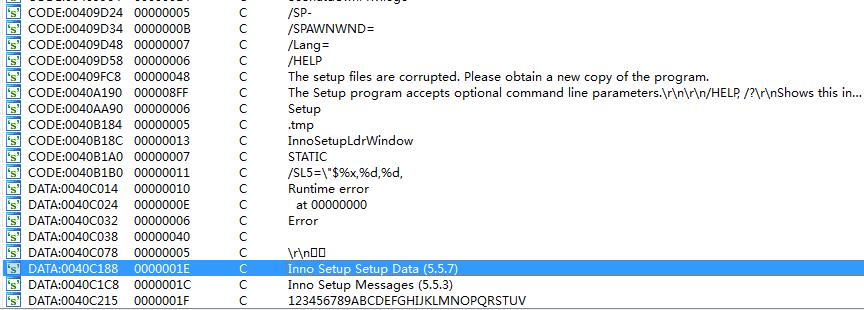 CODE:00409D24 00000005 C /SP-
CODE:00409D34 0000000B C /SPAWNWND=
CODE:00409D48 00000007 C /Lang=
CODE:00409D58 00000006 C /HELP
CODE:00409FC8 00000048 C The setup files are corrupted. Please obtain a new copy of the program.
CODE:0040A190 000008FF C The Setup program accepts optional command line parameters.\r\n\r\n/HELP, /?\r\nShows this in...
CODE:0040AA90 00000006 C Setup
CODE:0040B184 00000005 C .tmp
CODE:0040B18C 00000013 C InnoSetupLdrWindow
CODE:0040B1A0 00000007 C STATIC
CODE:0040B1B0 00000011 C /SL5=\"$%x,%d,%d,
DATA:0040C014 00000010 C Runtime error
DATA:0040C024 0000000E C at 00000000
DATA:0040C032 00000006 C Error
DATA:0040C038 00000040 C
DATA:0040C078 00000005 C \r\n
DATA:0040C188 0000001E C Inno Setup Setup Data (5.5.7)
DATA:0040C1C8 0000001C C Inno Setup Messages (5.5.3)
DATA:0040C215 0000001F C 123456789ABCDEFGHIJKLMNOPQRSTUV